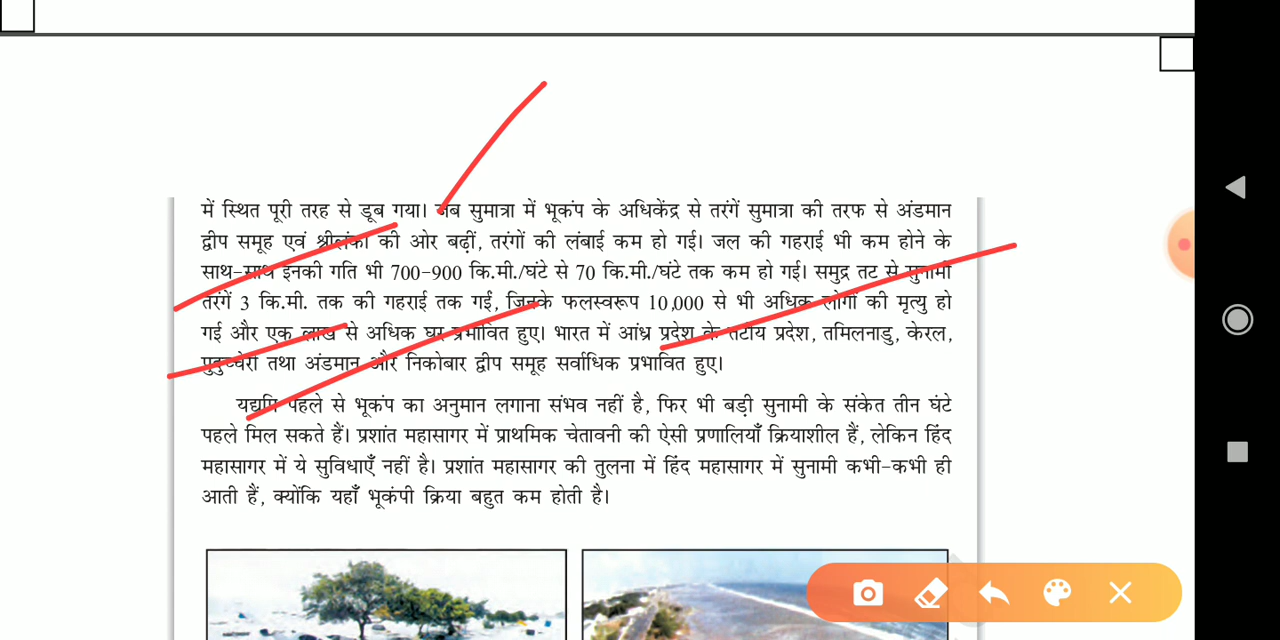 में स्थित पूरी तरह से डूब गया। जब सुमात्रा में भूकंप के अधिकेंद्र से तरंगें सुमात्रा की तरफ से अंडमान
द्वीप समूह एवं श्रीलंका की ओर बढ़ीं, तरंगों की लंबाई कम हो गई। जल की गहराई भी कम होने के
साथ-साथ इनकी गति भी 700-900 कि.मी./घंटे से 70 कि.मी./घंटे तक कम हो गई। समुद्र तट से सुनामी
तरंगें 3 कि.मी. तक की गहराई तक गईं, जिनके फलस्वरूप 10,000 से भी अधिक लोगों की मृत्यु हो
गई और एक लाख से अधिक घर प्रभावित हुए। भारत में आंध्र प्रदेश के तटीय प्रदेश, तमिलनाडु, केरल,
पुदुच्चेरी तथा अंडमान और निकोबार द्वीप समूह सर्वाधिक प्रभावित हुए।
यद्यपि पहले से भूकंप का अनुमान लगाना संभव नहीं है, फिर भी बड़ी सुनामी के संकेत तीन घंटे
पहले मिल सकते हैं। प्रशांत महासागर में प्राथमिक चेतावनी की ऐसी प्रणालियाँ क्रियाशील हैं, लेकिन हिंद
महासागर में ये सुविधाएँ नहीं है। प्रशांत महासागर की तुलना में हिंद महासागर में सुनामी कभी-कभी ही
आती हैं, क्योंकि यहाँ भूकंपी क्रिया बहुत कम होती है।